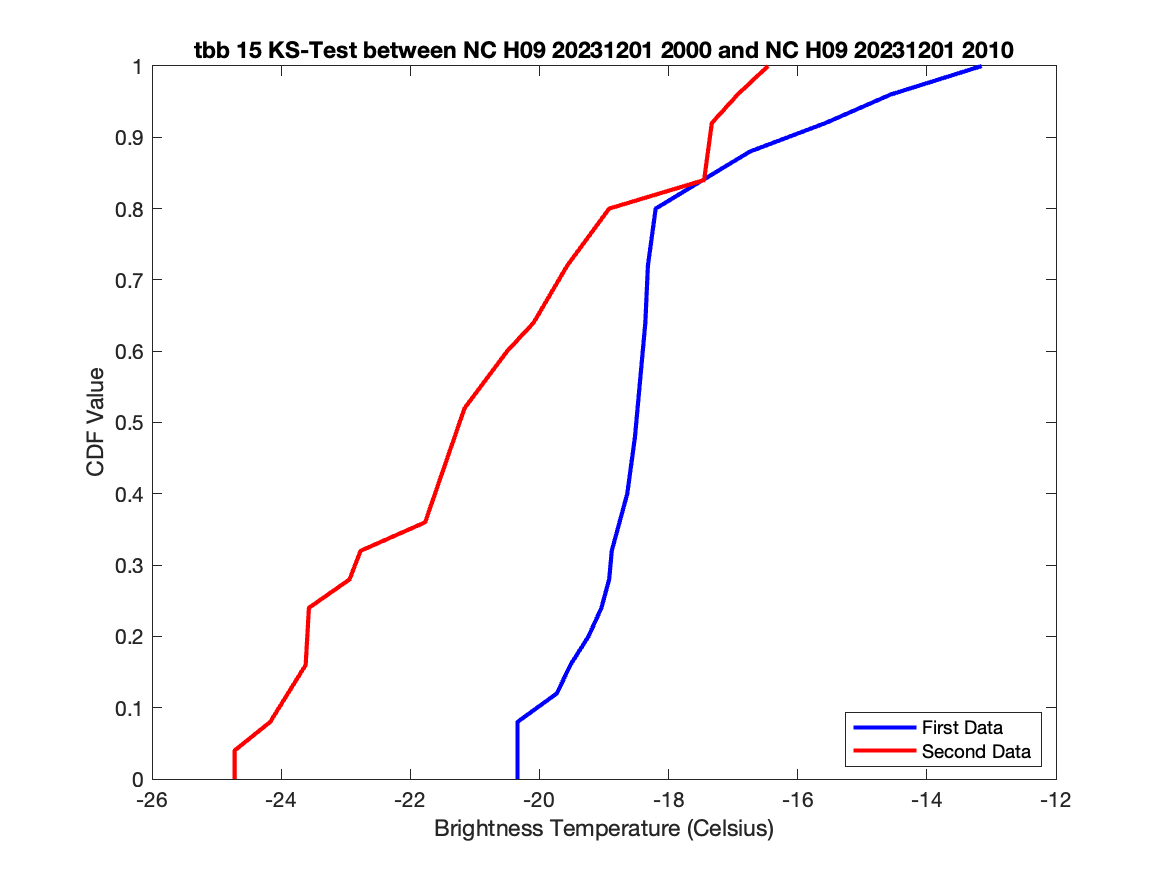 tbb 15 KS-Test between NC H09 20231201 2000 and NC H09 20231201 2010
1
0.9
0.8
0.7
0.6
0.5
0.4
0.3
0.2
0.1
0
CDF Value
First Data
Second Data
-26 -24 -22 -20 -18 -16 -14 -12
Brightness Temperature (Celsius)